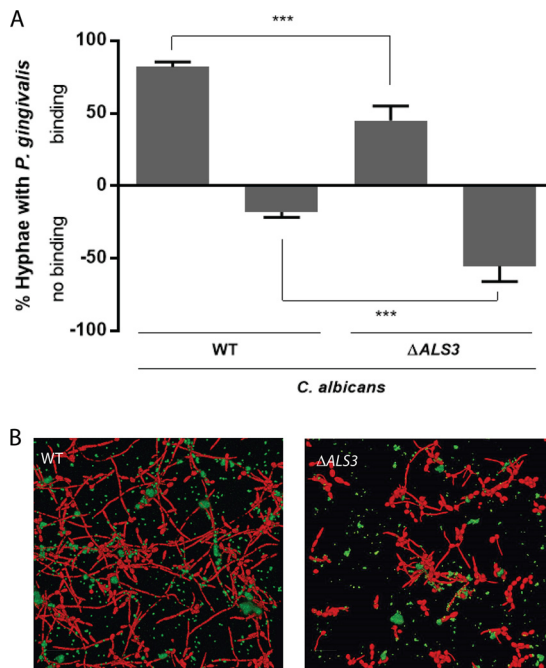 A
***
100
50
0
-50
-100
% Hyphae with P. gingivalis
binding
no binding
***
WT
ΔALS3
C. albicans
B
WT
ΔALS3